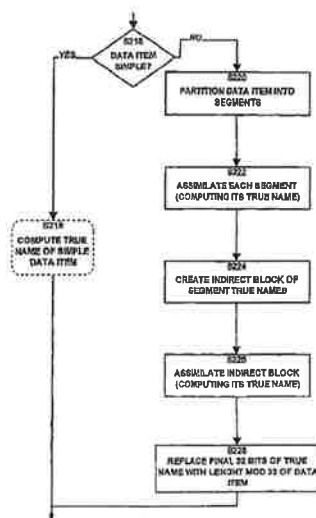 S216
DATA ITEM
SIMPLE?
YES
NO
S220
PARTITION DATA ITEM INTO
SEGMENTS
S222
ASSIMILATE EACH SEGMENT
(COMPUTING ITS TRUE NAME)
S218
COMPUTE TRUE
NAME OF SIMPLE
DATA ITEM
S224
CREATE INDIRECT BLOCK OF
SEGMENT TRUE NAMES
S226
ASSIMILATE INDIRECT BLOCK
(COMPUTING ITS TRUE NAME)
S228
REPLACE FINAL 32 BITS OF TRUE
NAME WITH LENGHT MOD 32 OF DATA
ITEM